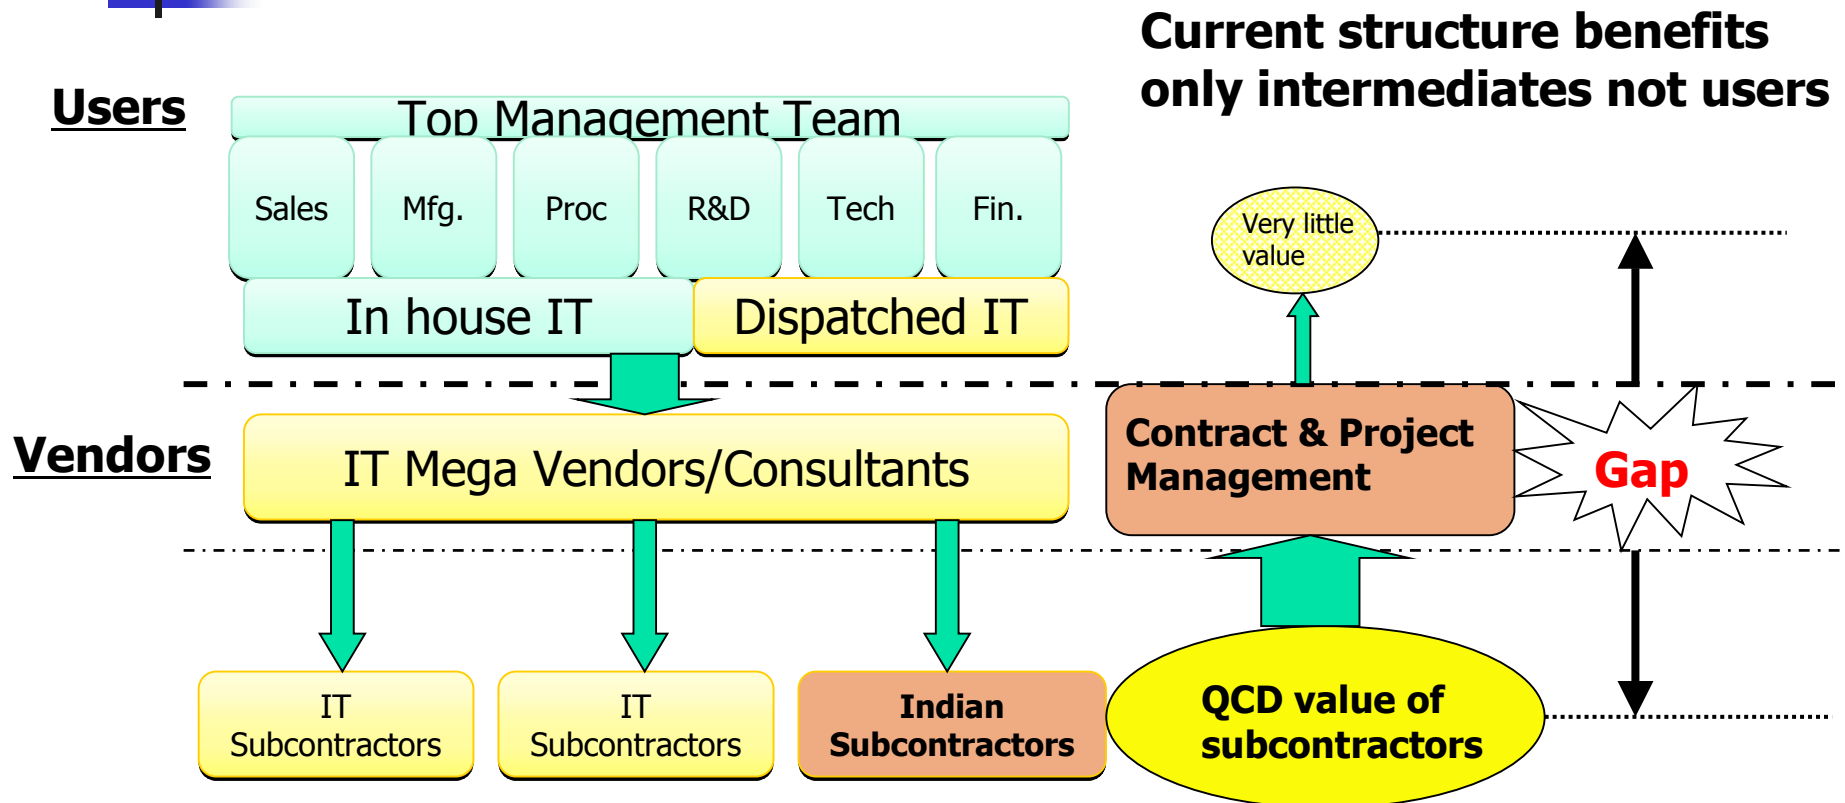 Current structure benefits
only intermediates not users
Users
Top Management Team
Sales
Mfg.
Proc
R&D
Tech
Fin.
In house IT
Dispatched IT
Very little
value
Vendors
IT Mega Vendors/Consultants
Contract & Project
Management
Gap
IT
Subcontractors
IT
Subcontractors
Indian
Subcontractors
QCD value of
subcontractors